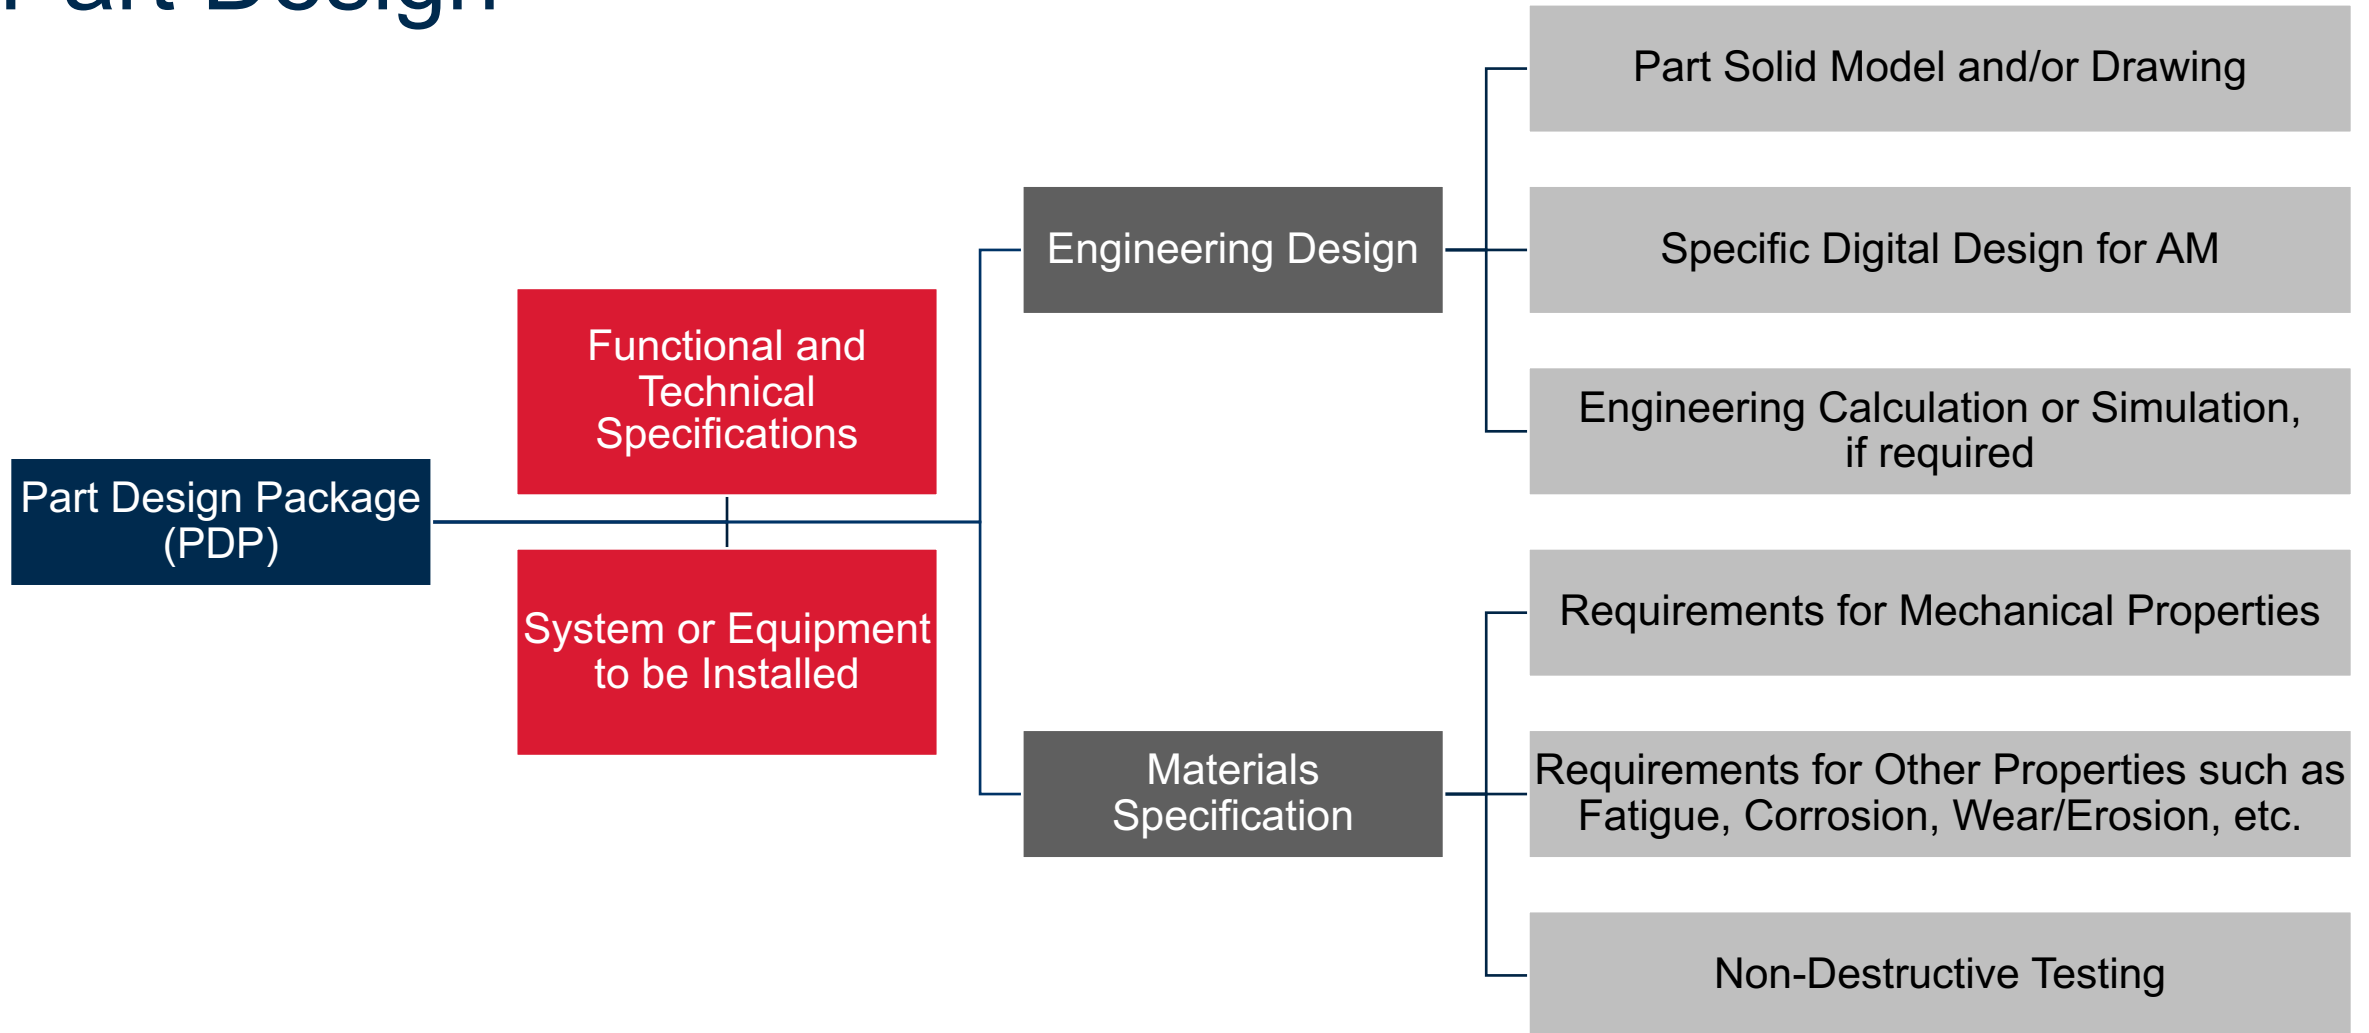 Part Design
Part Design Package
(PDP)
Functional and
Technical
Specifications
System or Equipment
to be Installed
Engineering Design
Materials
Specification
Part Solid Model and/or Drawing
Specific Digital Design for AM
Engineering Calculation or Simulation,
if required
Requirements for Mechanical Properties
Requirements for Other Properties such as
Fatigue, Corrosion, Wear/Erosion, etc.
Non-Destructive Testing